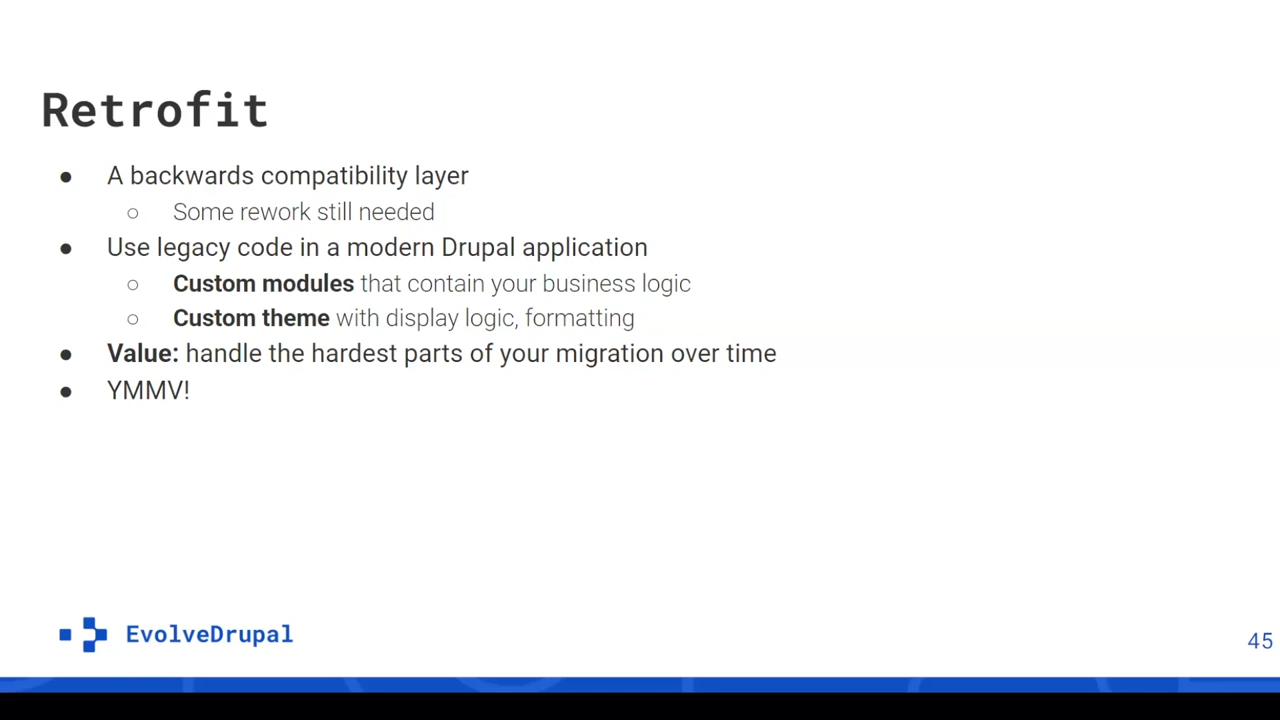 Retrofit
● A backwards compatibility layer
○ Some rework still needed
● Use legacy code in a modern Drupal application
○ Custom modules that contain your business logic
○ Custom theme with display logic, formatting
● Value: handle the hardest parts of your migration over time
● YMMV!
EvolveDrupal
45